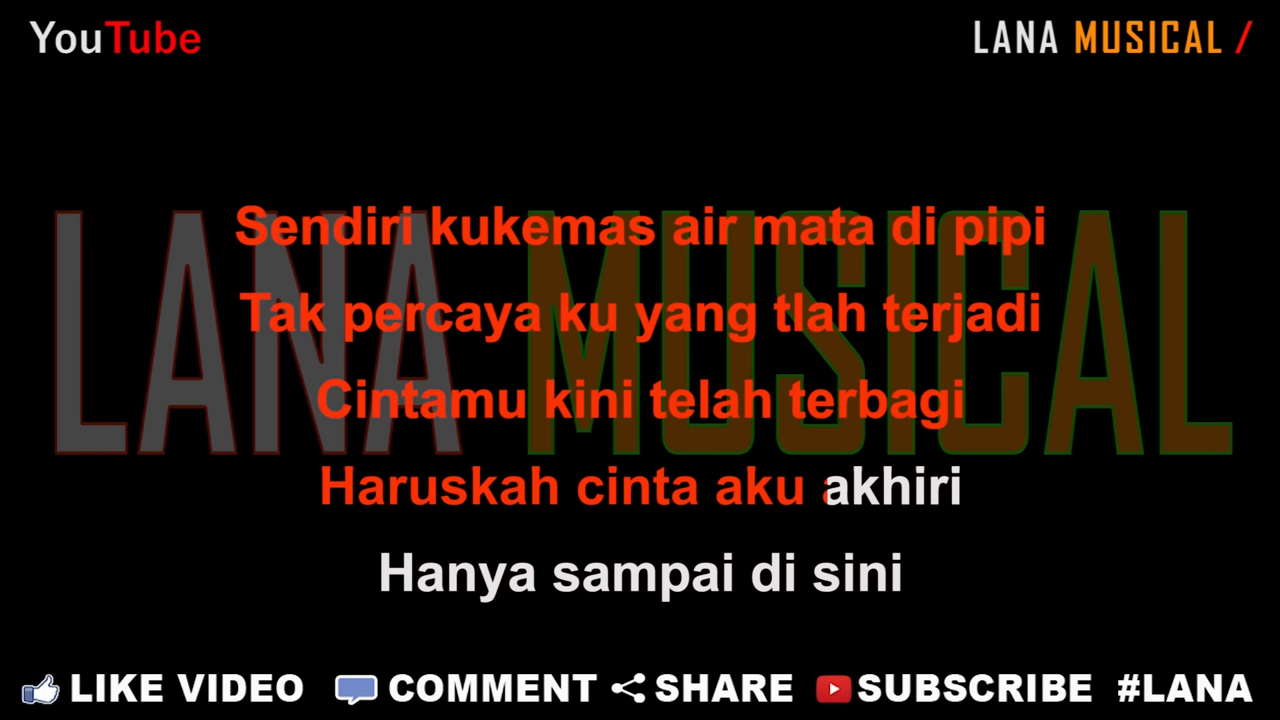 YouTube
LANA MUSICAL /
LANA MUSICAL
Sendiri kukemas air mata di pipi
Tak percaya ku yang tlah terjadi
Cintamu kini telah terbagi
Haruskah cinta aku akhiri
Hanya sampai di sini
LIKE VIDEO COMMENT SHARE SUBSCRIBE #LANA